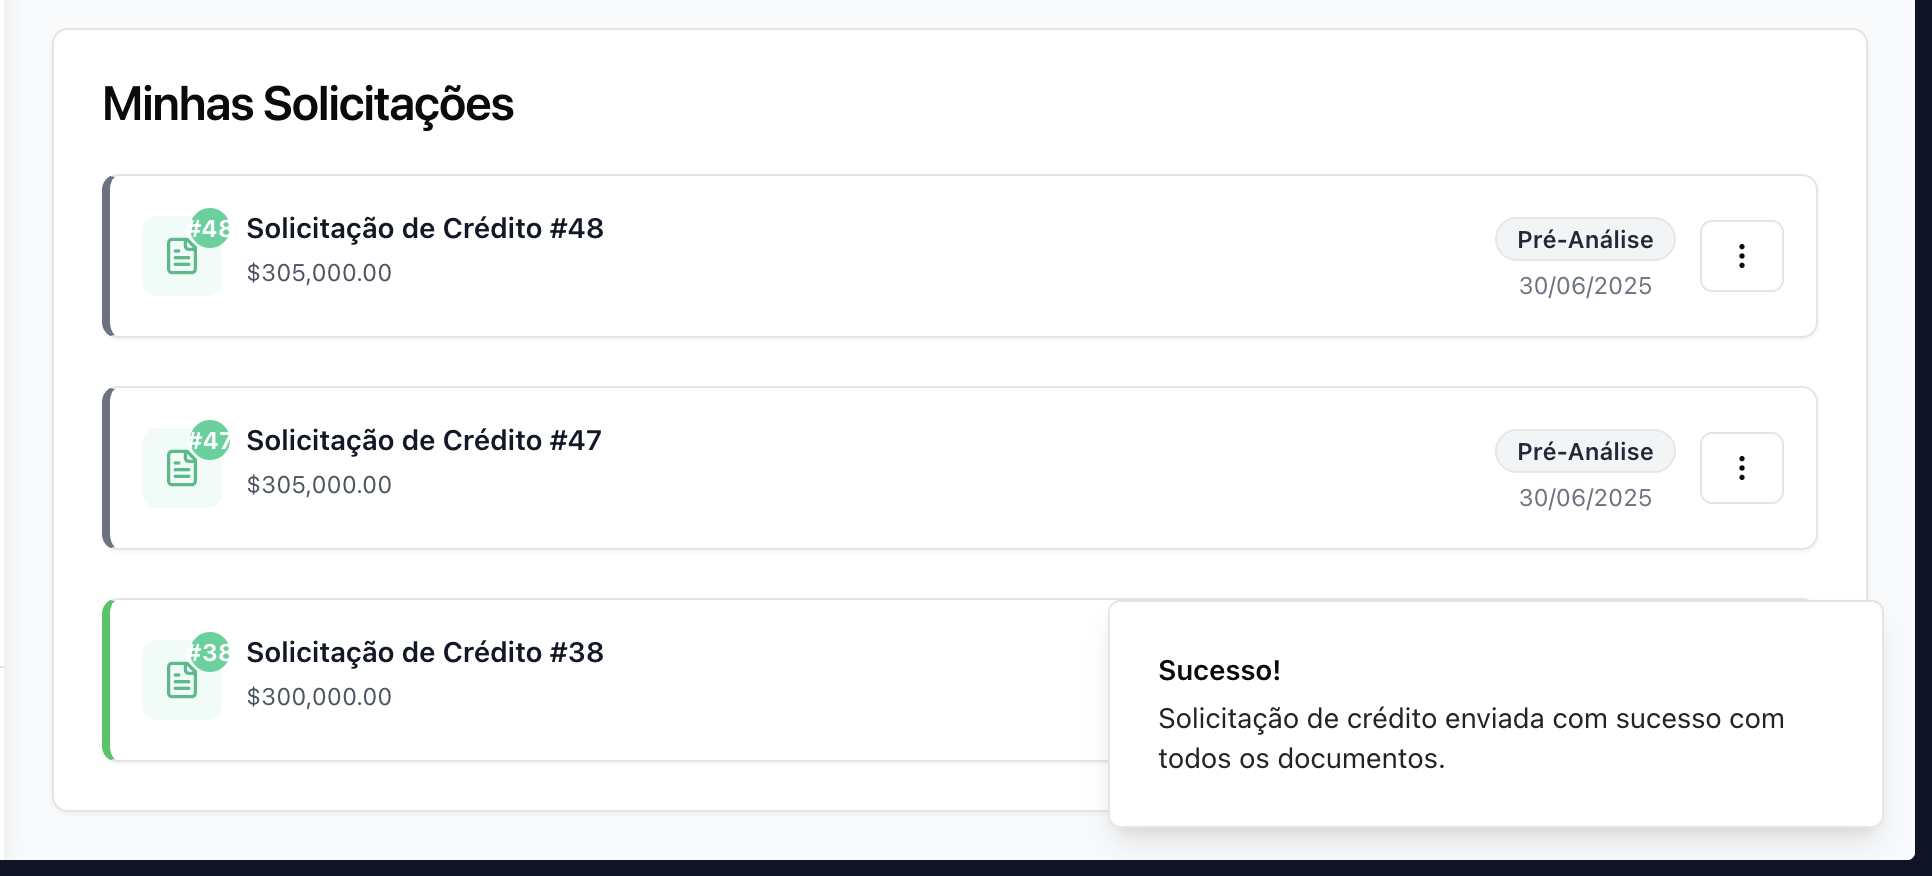 Minhas Solicitações
#48
Solicitação de Crédito #48
$305,000.00
Pré-Análise
30/06/2025
#47
Solicitação de Crédito #47
$305,000.00
Pré-Análise
30/06/2025
#38
Solicitação de Crédito #38
$300,000.00
Sucesso!
Solicitação de crédito enviada com sucesso com
todos os documentos.